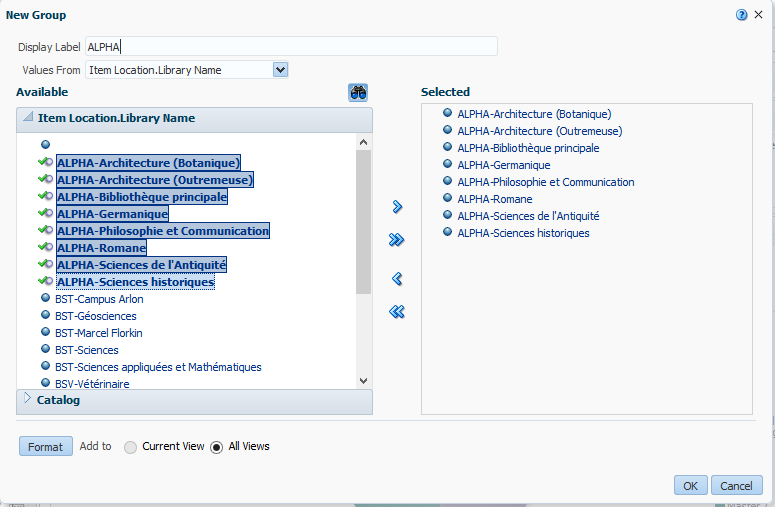 New Group
Display Label ALPHA
Values From Item Location.Library Name
Available
Item Location.Library Name
ALPHA-Architecture (Botanique)
ALPHA-Architecture (Outremeuse)
ALPHA-Bibliothèque principale
ALPHA-Germanique
ALPHA-Philosophie et Communication
ALPHA-Romane
ALPHA-Sciences de l'Antiquité
ALPHA-Sciences historiques
BST-Campus Arlon
BST-Géosciences
BST-Marcel Florkin
BST-Sciences
BST-Sciences appliquées et Mathématiques
BSV-Vétérinaire
Catalog
Selected
ALPHA-Architecture (Botanique)
ALPHA-Architecture (Outremeuse)
ALPHA-Bibliothèque principale
ALPHA-Germanique
ALPHA-Philosophie et Communication
ALPHA-Romane
ALPHA-Sciences de l'Antiquité
ALPHA-Sciences historiques
Format Add to Current View All Views
OK Cancel